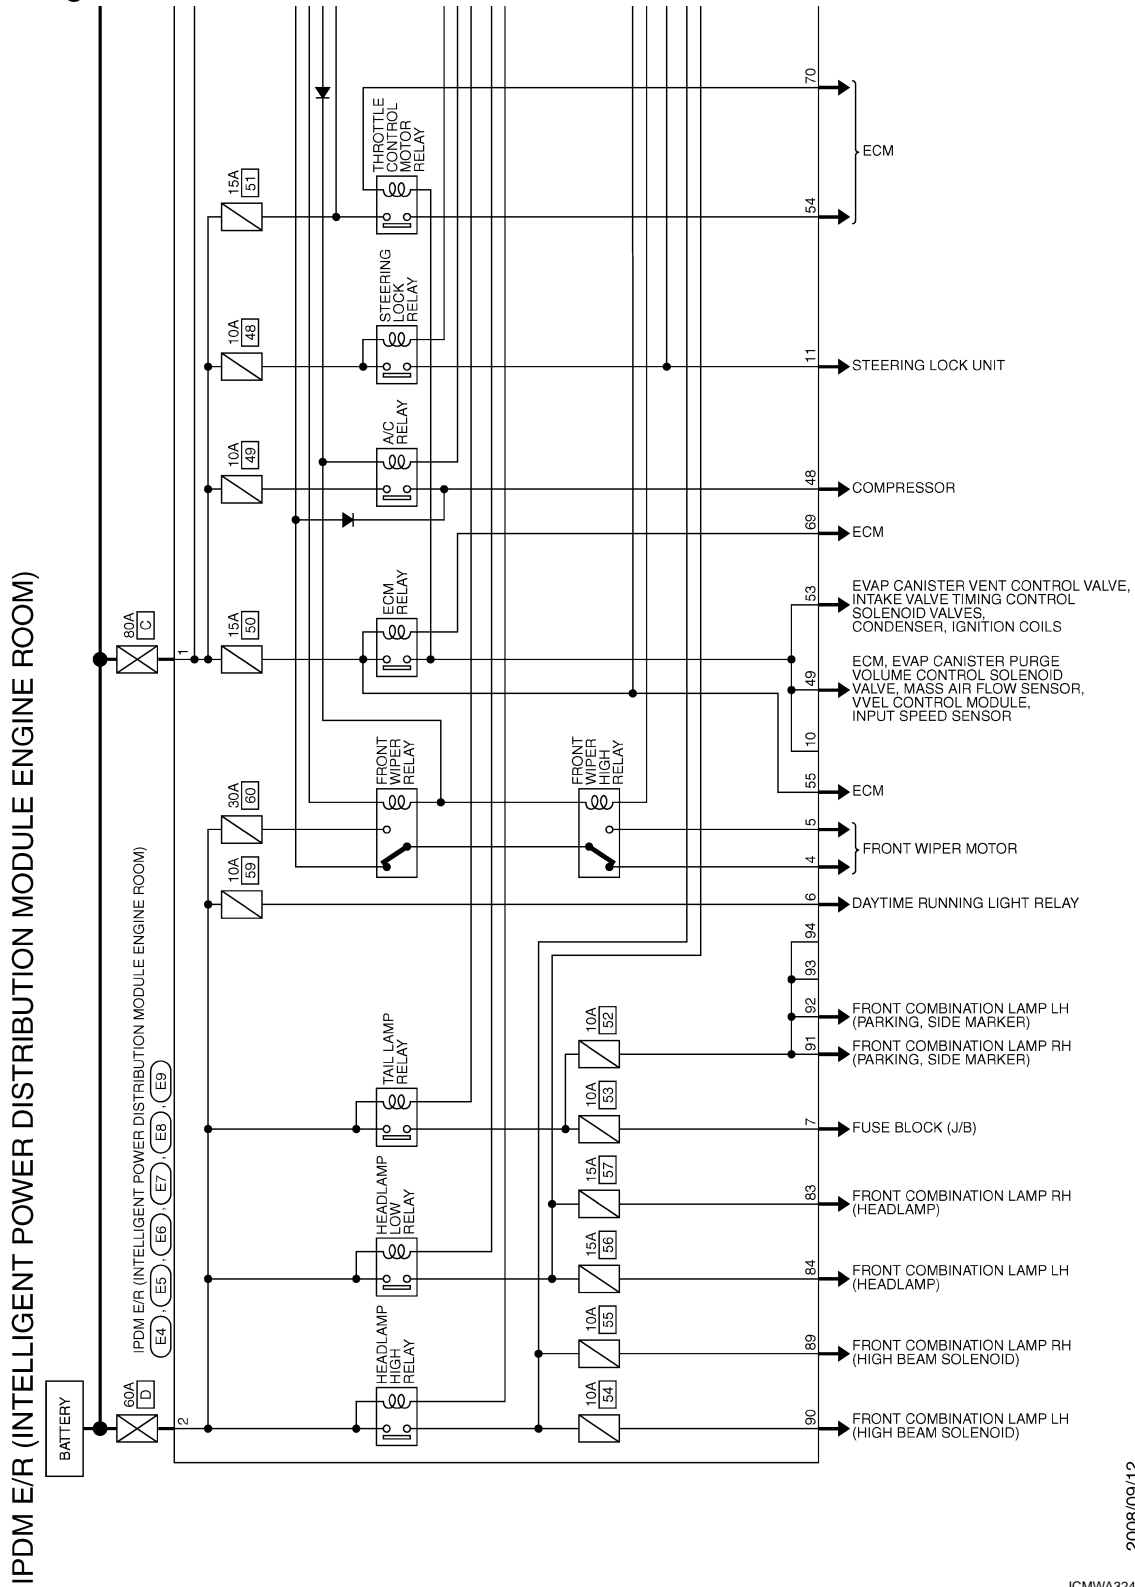 IPDM E/R (INTELLIGENT POWER DISTRIBUTION MODULE ENGINE ROOM)
BATTERY
60A
D
80A
C
IPDM E/R (INTELLIGENT POWER DISTRIBUTION MODULE ENGINE ROOM)
E4 , E5 , E6 , E7 , E8 , E9
2
1
15A
51
10A
48
10A
49
15A
50
30A
60
10A
59
THROTTLE
CONTROL
MOTOR
RELAY
STEERING
LOCK
RELAY
A/C
RELAY
ECM
RELAY
FRONT
WIPER
RELAY
FRONT
WIPER
HIGH
RELAY
TAIL LAMP
RELAY
HEADLAMP
LOW
RELAY
HEADLAMP
HIGH
RELAY
10A
52
10A
53
15A
57
15A
56
10A
55
10A
54
70
54
ECM
11
STEERING LOCK UNIT
48
COMPRESSOR
69
ECM
53
EVAP CANISTER VENT CONTROL VALVE,
INTAKE VALVE TIMING CONTROL
SOLENOID VALVES,
CONDENSER, IGNITION COILS
49
ECM, EVAP CANISTER PURGE
VOLUME CONTROL SOLENOID
VALVE, MASS AIR FLOW SENSOR,
VVEL CONTROL MODULE,
INPUT SPEED SENSOR
10
55
ECM
5
4
FRONT WIPER MOTOR
6
DAYTIME RUNNING LIGHT RELAY
94
93
92
FRONT COMBINATION LAMP LH
(PARKING, SIDE MARKER)
91
FRONT COMBINATION LAMP RH
(PARKING, SIDE MARKER)
7
FUSE BLOCK (J/B)
83
FRONT COMBINATION LAMP RH
(HEADLAMP)
84
FRONT COMBINATION LAMP LH
(HEADLAMP)
89
FRONT COMBINATION LAMP RH
(HIGH BEAM SOLENOID)
90
FRONT COMBINATION LAMP LH
(HIGH BEAM SOLENOID)
2008/09/12